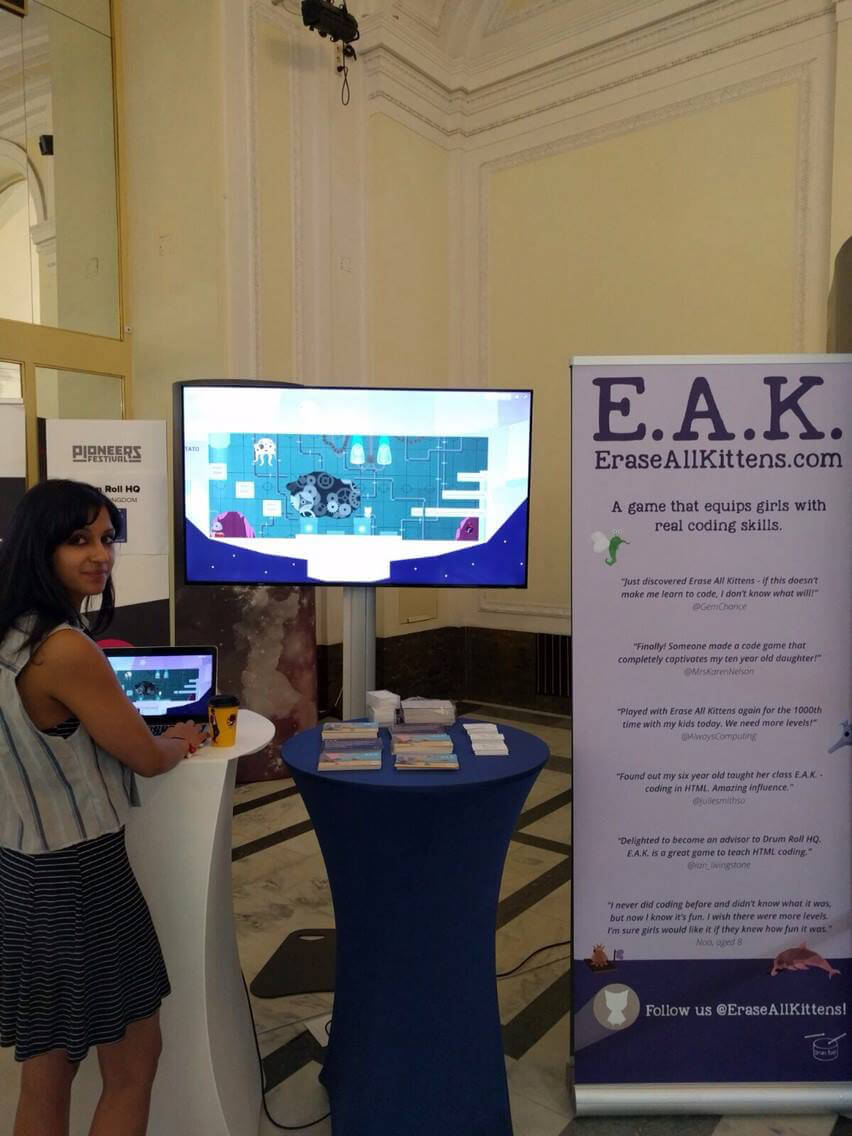 PIONEERS
FESTIVAL
Roll HQ
TATO
E.A.K.
EraseAllKittens.com
A game that equips girls with
real coding skills.
"Just discovered Erase All Kittens - if this doesn't
make me learn to code, I don't know what will!"
@GemChance
"Finally! Someone made a code game that
completely captivates my ten year old daughter!"
@MrsKarenNelson
"Played with Erase All Kittens again for the 1000th
time with my kids today. We need more levels!"
@AlwaysComputing
"Found out my six year old taught her class E.A.K. -
coding in HTML. Amazing influence."
@juliesmithso
"Delighted to become an advisor to Drum Roll HQ.
E.A.K. is a great game to teach HTML coding."
@ian_livingstone
"I never did coding before and didn't know what it was,
but now I know it's fun. I wish there were more levels.
I'm sure girls would like it if they knew how fun it was."
Noa, aged 8
Follow us @EraseAllKittens!
Drum Roll